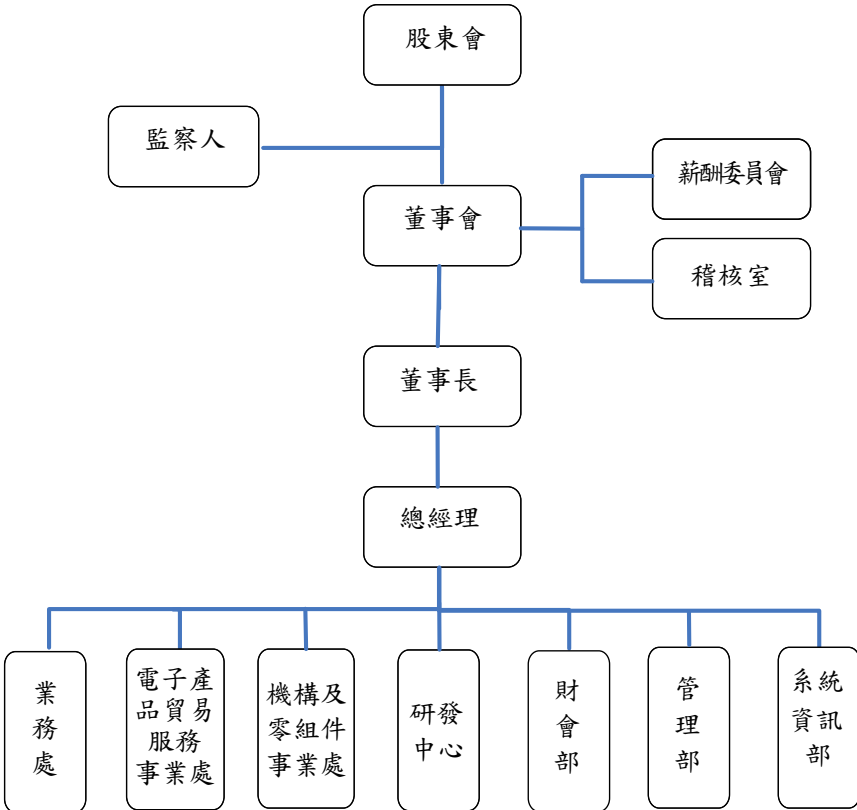 股東會
監察人
薪酬委員會
董事會
稽核室
董事長
總經理
業
務
處
電子產
品貿易
服務
事業處
機構及
零組件
事業處
研發
中心
財
會
部
管
理
部
系統
資訊
部